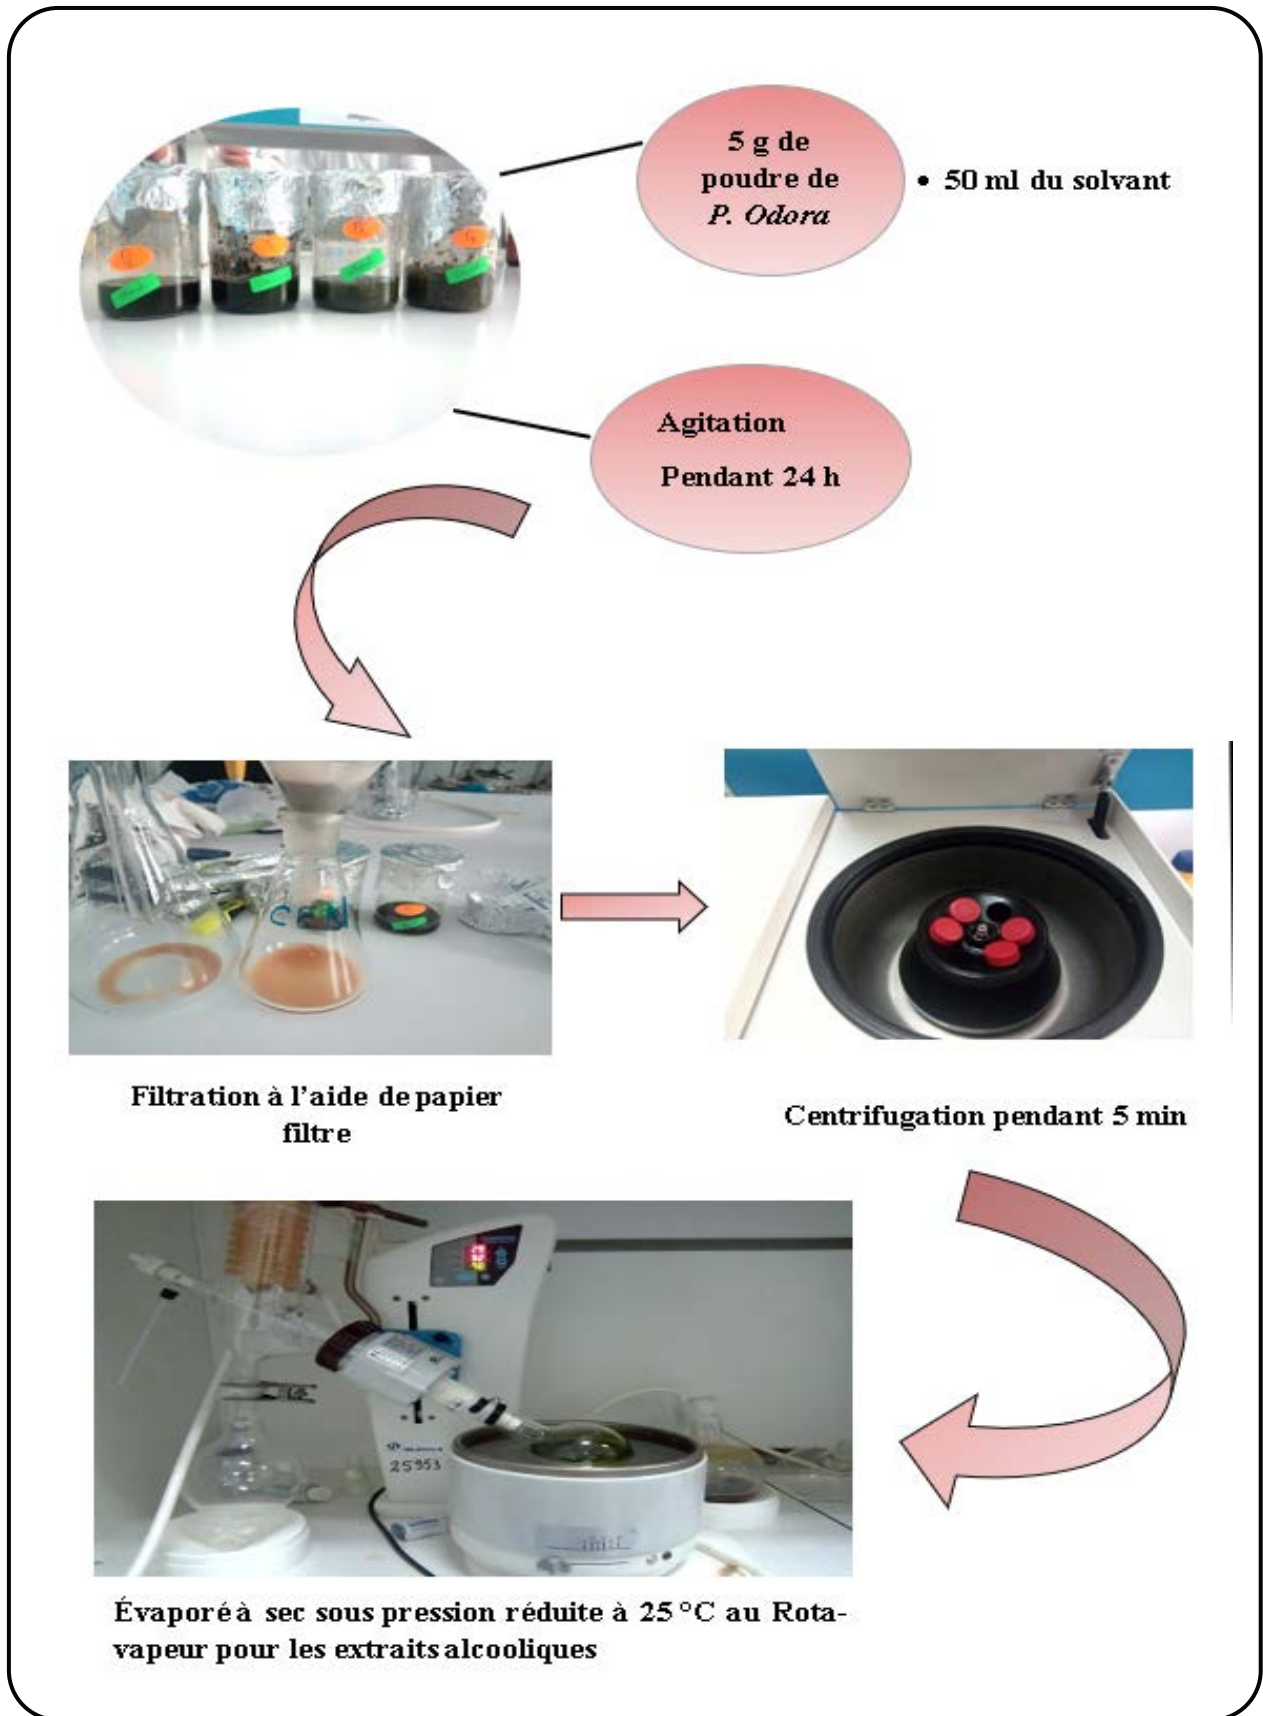 5 g de
poudre de
P. Odora
• 50 ml du solvant
Agitation
Pendant 24 h
Filtration à l'aide de papier
filtre
Centrifugation pendant 5 min
25953
Évaporé à sec sous pression réduite à 25 °C au Rota-
vapeur pour les extraits alcooliques